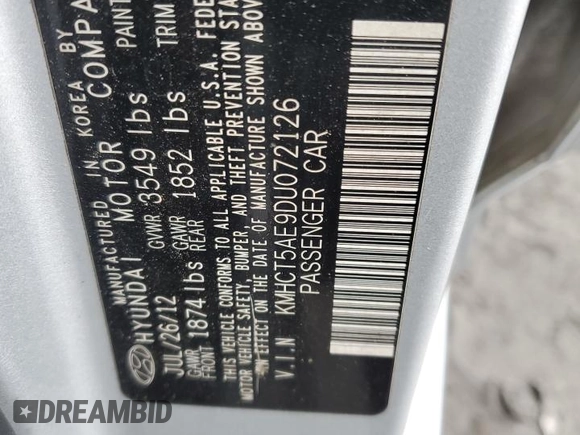 MANUFACTURED IN KOREA BY
HYUNDAI MOTOR COMPA
JUL/26/12 GVWR 3549 lbs PAINT
GAWR FRONT 1874 lbs GAWR REAR 1852 lbs TRIM
THIS VEHICLE CONFORMS TO ALL APPLICABLE U.S.A. FEDE
MOTOR VEHICLE SAFETY, BUMPER, AND THEFT PREVENTION STA
IN EFFECT ON THE DATE OF MANUFACTURE SHOWN ABOV
V.I.N KMHCT5AE9DU072126
PASSENGER CAR
DREAMBID